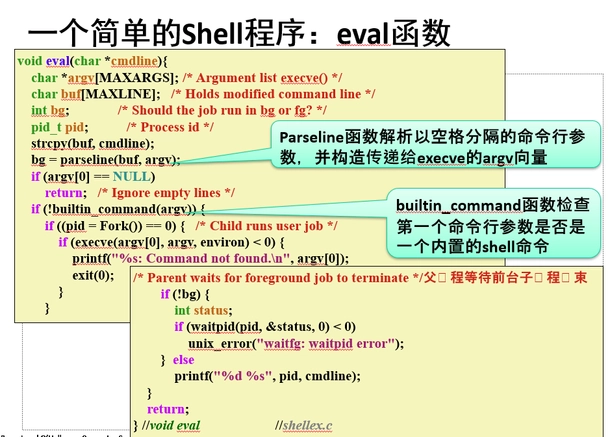 一个简单的Shell程序：eval函数
void eval(char *cmdline){
char *argv[MAXARGS]; /* Argument list execve() */
char buf[MAXLINE]; /* Holds modified command line */
int bg; /* Should the job run in bg or fg? */
pid_t pid; /* Process id */
strcpy(buf, cmdline);
bg = parseline(buf, argv);
if (argv[0] == NULL)
return; /* Ignore empty lines */
if (!builtin_command(argv)) {
if ((pid = Fork()) == 0) { /* Child runs user job */
if (execve(argv[0], argv, environ) < 0) {
printf("%s: Command not found.\n", argv[0]);
exit(0);
}
}
Parseline函数解析以空格分隔的命令行参
数，并构造传递给execve的argv向量
builtin_command函数检查
第一个命令行参数是否是
一个内置的shell命令
/* Parent waits for foreground job to terminate */父 程等待前台子 程 束
if (!bg) {
int status;
if (waitpid(pid, &status, 0) < 0)
unix_error("waitfg: waitpid error");
} else
printf("%d %s", pid, cmdline);
}
return;
} //void eval //shellex.c